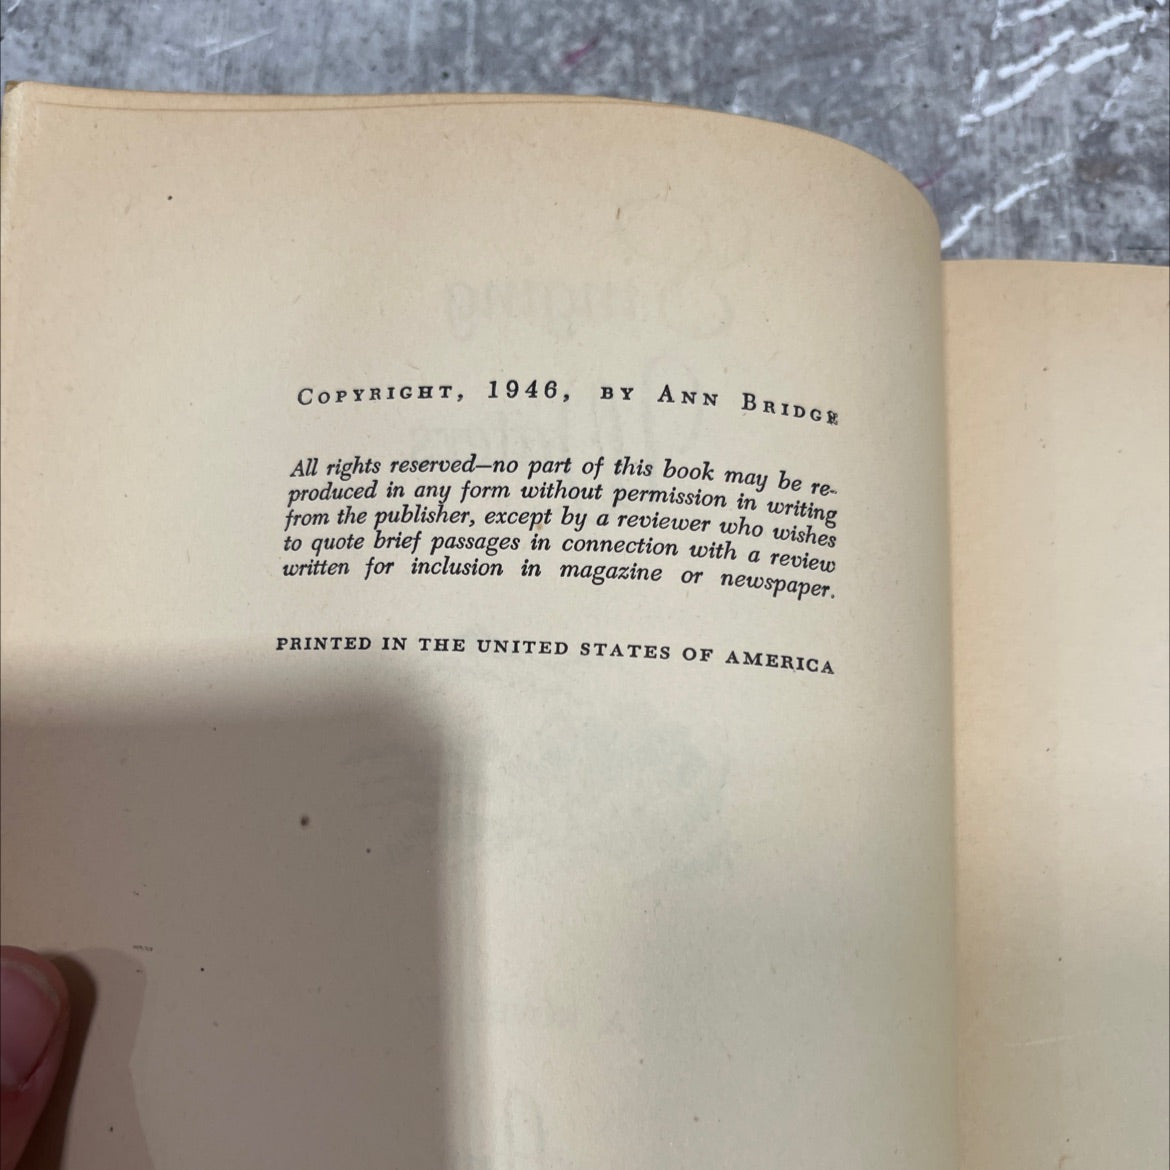 COPYRIGHT, 1946, BY ANN BRIDGE
All rights reserved—no part of this book may be re-
produced in any form without permission in writing
from the publisher, except by a reviewer who wishes
to quote brief passages in connection with a review
written for inclusion in magazine or newspaper.
PRINTED IN THE UNITED STATES OF AMERICA